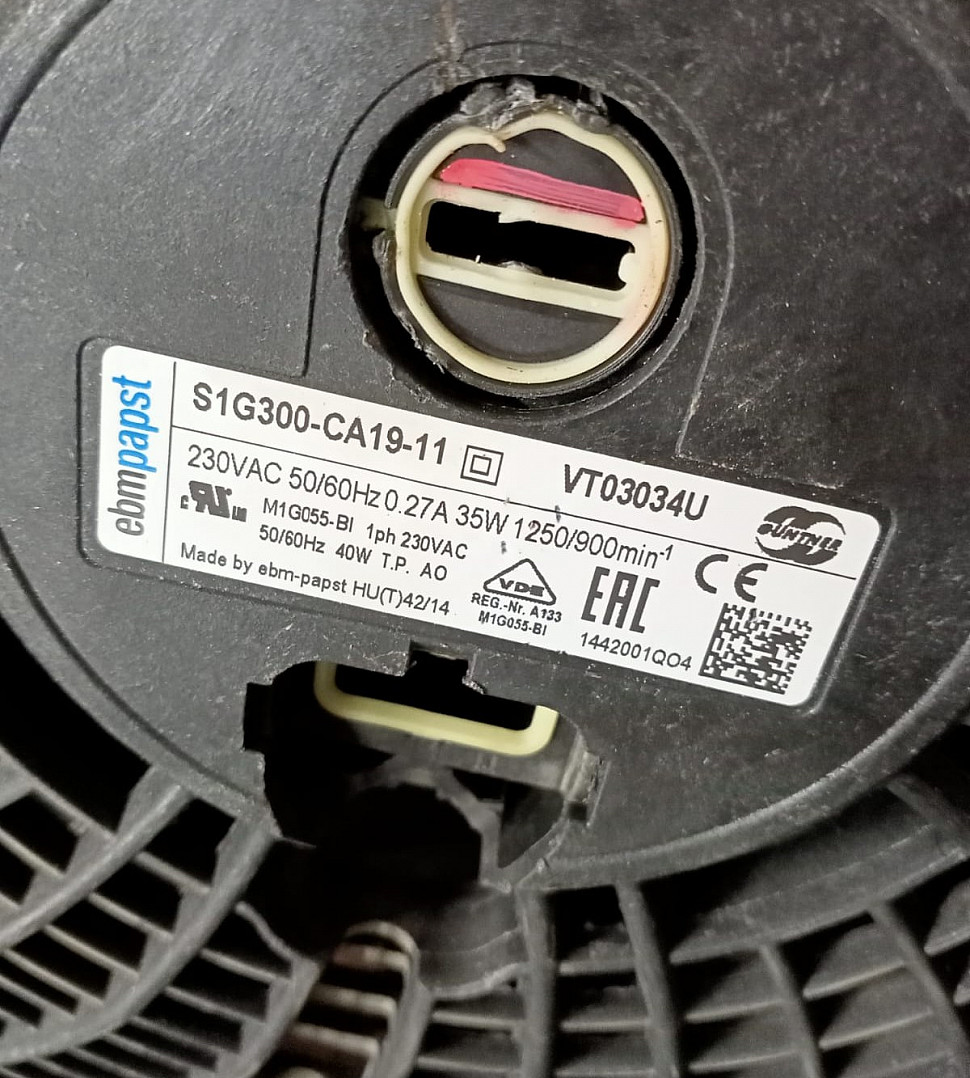 ebmpapst
S1G300-CA19-11 VT03034U
GÜNTNER
230VAC 50/60Hz 0.27A 35W 1250/900min-1
M1G055-BI 1ph 230VAC
50/60Hz 40W T.P. AO
Made by ebm-papst HU(T)42/14
VDE
REG.-Nr. A133
M1G055-BI
EAC
CE
1442001QO4